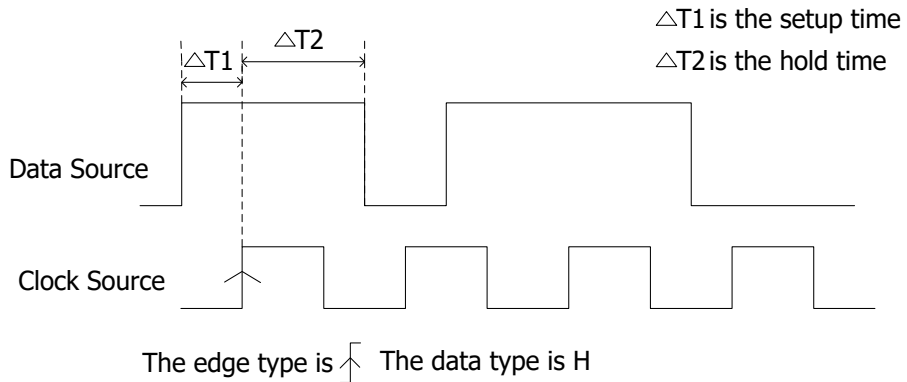 △T1 is the setup time
△T2 is the hold time
△T1
△T2
Data Source
Clock Source
The edge type is The data type is H